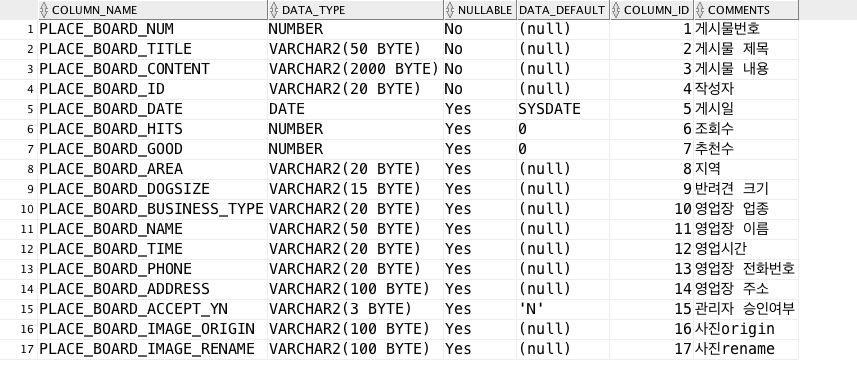 COLUMN_NAME DATA_TYPE NULLABLE DATA_DEFAULT COLUMN_ID COMMENTS
1 PLACE_BOARD_NUM NUMBER No (null) 1 게시물번호
2 PLACE_BOARD_TITLE VARCHAR2(50 BYTE) No (null) 2 게시물 제목
3 PLACE_BOARD_CONTENT VARCHAR2(2000 BYTE) No (null) 3 게시물 내용
4 PLACE_BOARD_ID VARCHAR2(20 BYTE) No (null) 4 작성자
5 PLACE_BOARD_DATE DATE Yes SYSDATE 5 게시일
6 PLACE_BOARD_HITS NUMBER Yes 0 6 조회수
7 PLACE_BOARD_GOOD NUMBER Yes 0 7 추천수
8 PLACE_BOARD_AREA VARCHAR2(20 BYTE) Yes (null) 8 지역
9 PLACE_BOARD_DOGSIZE VARCHAR2(15 BYTE) Yes (null) 9 반려견 크기
10 PLACE_BOARD_BUSINESS_TYPE VARCHAR2(20 BYTE) Yes (null) 10 영업장 업종
11 PLACE_BOARD_NAME VARCHAR2(50 BYTE) Yes (null) 11 영업장 이름
12 PLACE_BOARD_TIME VARCHAR2(20 BYTE) Yes (null) 12 영업시간
13 PLACE_BOARD_PHONE VARCHAR2(20 BYTE) Yes (null) 13 영업장 전화번호
14 PLACE_BOARD_ADDRESS VARCHAR2(100 BYTE) Yes (null) 14 영업장 주소
15 PLACE_BOARD_ACCEPT_YN VARCHAR2(3 BYTE) Yes 'N' 15 관리자 승인여부
16 PLACE_BOARD_IMAGE_ORIGIN VARCHAR2(100 BYTE) Yes (null) 16 사진origin
17 PLACE_BOARD_IMAGE_RENAME VARCHAR2(100 BYTE) Yes (null) 17 사진rename